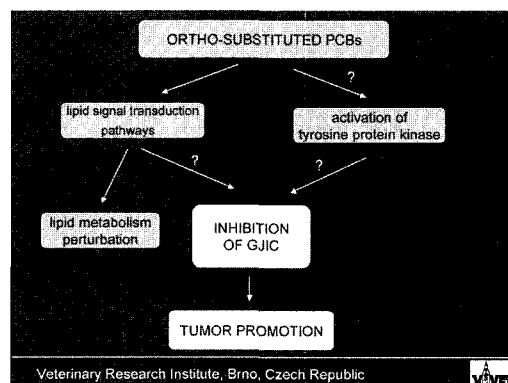 ORTHO-SUBSTITUTED PCBs
?
lipid signal transduction
pathways
activation of
tyrosine protein kinase
?
?
lipid metabolism
perturbation
INHIBITION
OF GJIC
TUMOR PROMOTION
Veterinary Research Institute, Brno, Czech Republic